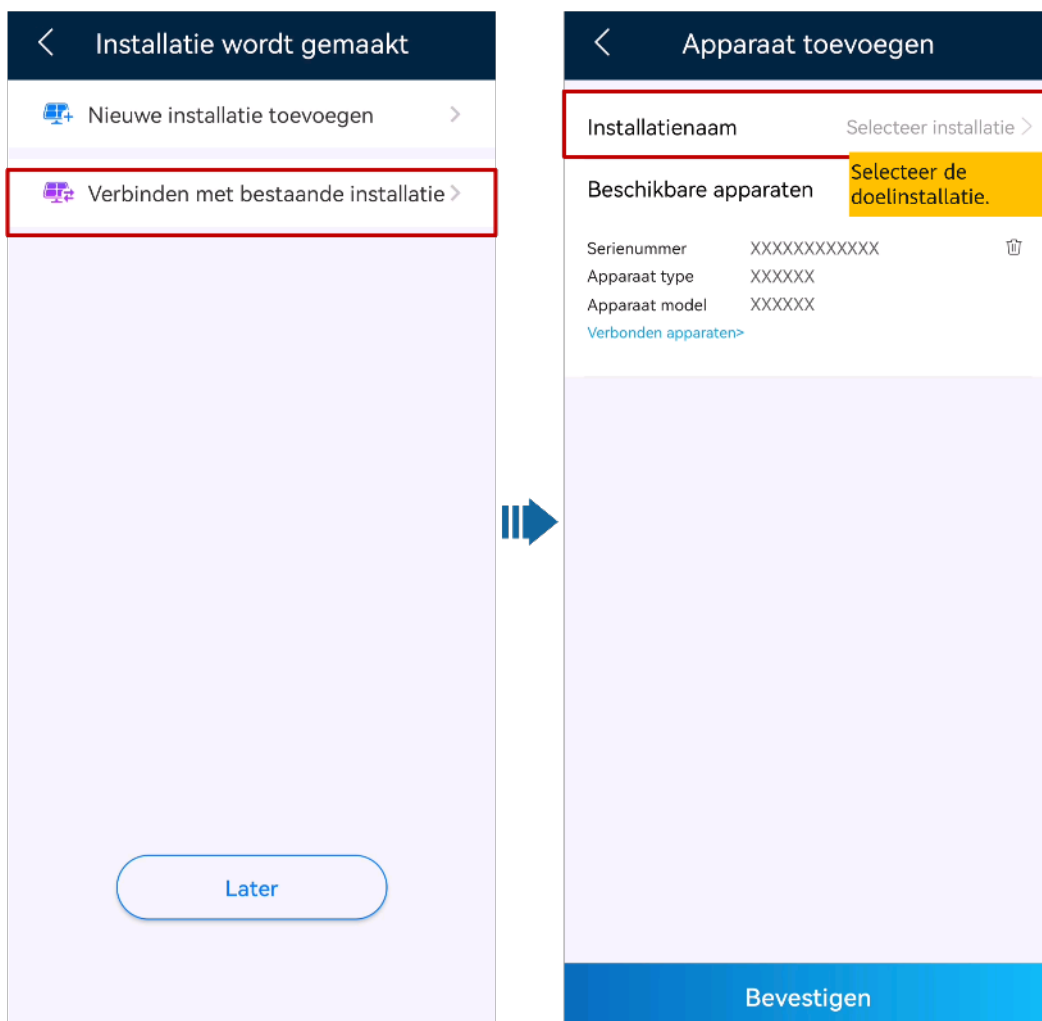 Installatie wordt gemaakt
Nieuwe installatie toevoegen
Verbinden met bestaande installatie
Later
Apparaat toevoegen
Installatienaam Selecteer installatie
Selecteer de
doelinstallatie.
Beschikbare apparaten
Serienummer XXXXXXXXXXXX
Apparaat type XXXXXX
Apparaat model XXXXXX
Verbonden apparaten>
Bevestigen